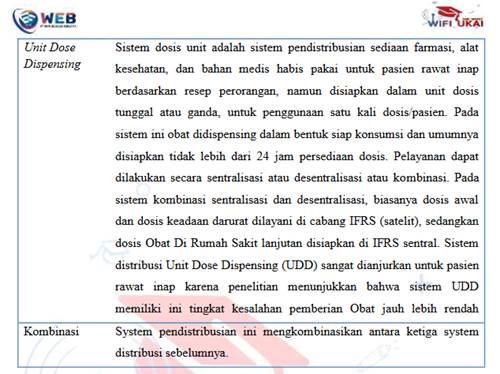 WEB
WIFI UKAI
Unit Dose Dispensing
Sistem dosis unit adalah sistem pendistribusian sediaan farmasi, alat
kesehatan, dan bahan medis habis pakai untuk pasien rawat inap
berdasarkan resep perorangan, namun disiapkan dalam unit dosis
tunggal atau ganda, untuk penggunaan satu kali dosis/pasien. Pada
sistem ini obat didispensing dalam bentuk siap konsumsi dan umumnya
disiapkan tidak lebih dari 24 jam persediaan dosis. Pelayanan dapat
dilakukan secara sentralisasi atau desentralisasi atau kombinasi. Pada
sistem kombinasi sentralisasi dan desentralisasi, biasanya dosis awal
dan dosis keadaan darurat dilayani di cabang IFRS (satelit), sedangkan
dosis Obat Di Rumah Sakit lanjutan disiapkan di IFRS sentral. Sistem
distribusi Unit Dose Dispensing (UDD) sangat dianjurkan untuk pasien
rawat inap karena penelitian menunjukkan bahwa sistem UDD
memiliki ini tingkat kesalahan pemberian Obat jauh lebih rendah
Kombinasi
System pendistribusian ini mengkombinasikan antara ketiga system
distribusi sebelumnya.